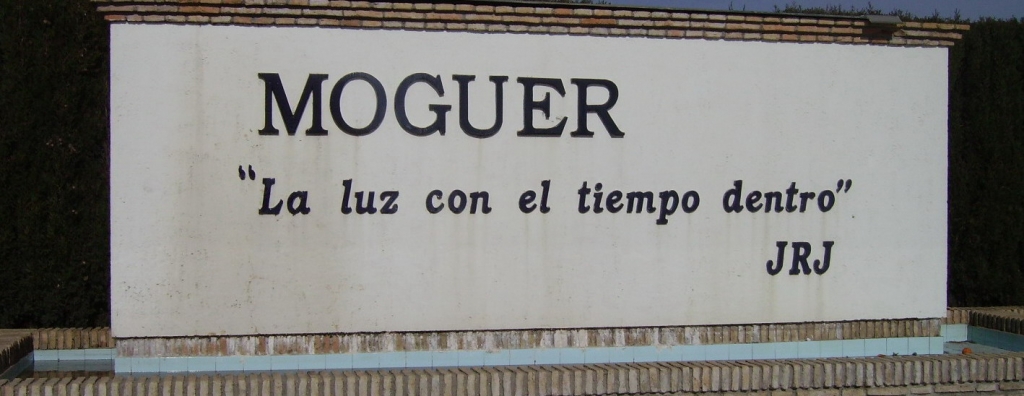 MOGUER
“La luz con el tiempo dentro”
JRJ